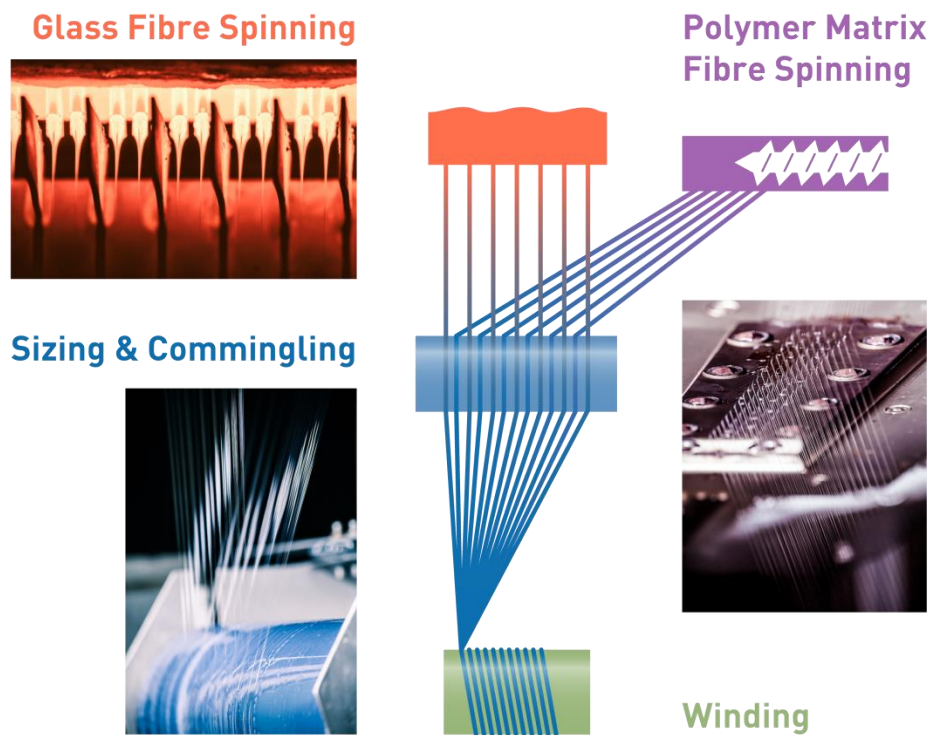 Glass Fibre Spinning
Polymer Matrix
Fibre Spinning
Sizing & Commingling
Winding